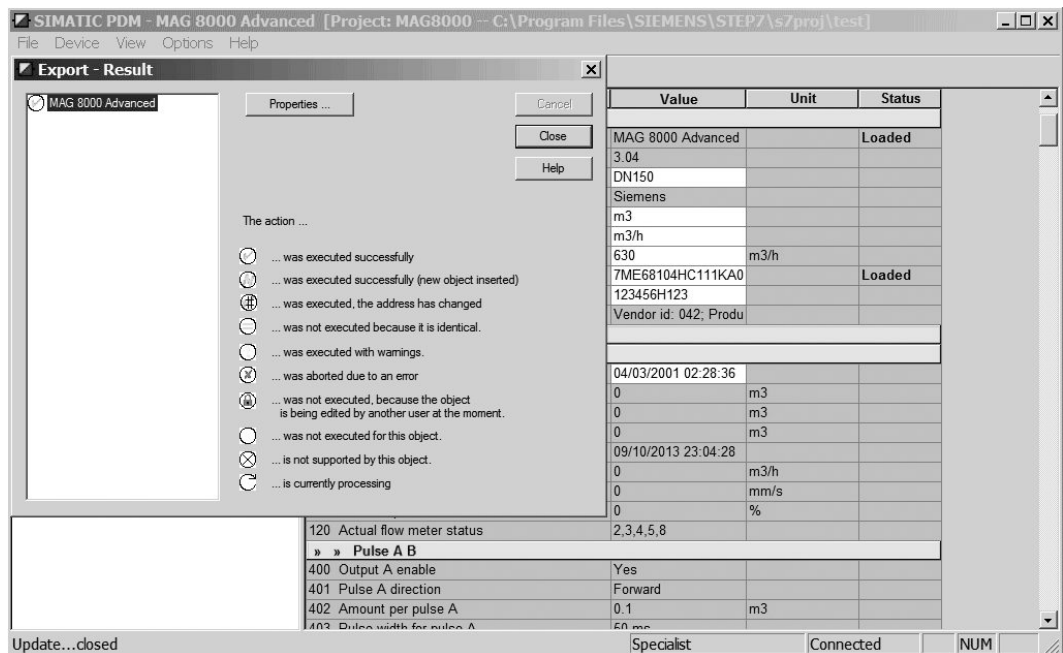 SIMATIC PDM - MAG 8000 Advanced [Project: MAG8000 -- C:\Program Files\SIEMENS\STEP7\s7proj\test]
File Device View Options Help
Export - Result
MAG 8000 Advanced
Properties ...
Cancel
Close
Help
The action ...
... was executed successfully
... was executed successfully (new object inserted)
... was executed, the address has changed
... was not executed because it is identical.
... was executed with warnings.
... was aborted due to an error
... was not executed, because the object
is being edited by another user at the moment.
... was not executed for this object.
... is not supported by this object.
... is currently processing
Value Unit Status
MAG 8000 Advanced Loaded
3.04
DN150
Siemens
m3
m3/h
630 m3/h
7ME68104HC111KA0 Loaded
123456H123
Vendor id: 042; Produ
04/03/2001 02:28:36
0 m3
0 m3
0 m3
09/10/2013 23:04:28
0 m3/h
0 mm/s
0 %
120 Actual flow meter status 2,3,4,5,8
» » Pulse A B
400 Output A enable Yes
401 Pulse A direction Forward
402 Amount per pulse A 0.1 m3
403 Pulse width for pulse A 50 ms
Update...closed Specialist Connected NUM